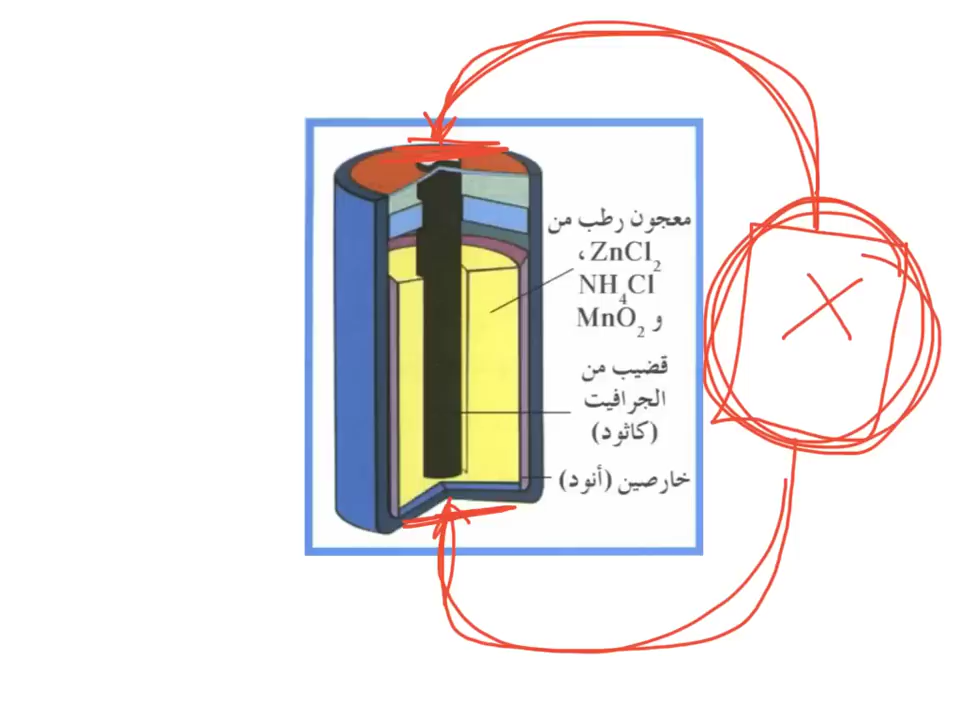 معجون رطب من
ZnCl2 ،
NH4Cl
و MnO2
قضيب من
الجرافيت
(كاثود)
خارصين (أنود)
X